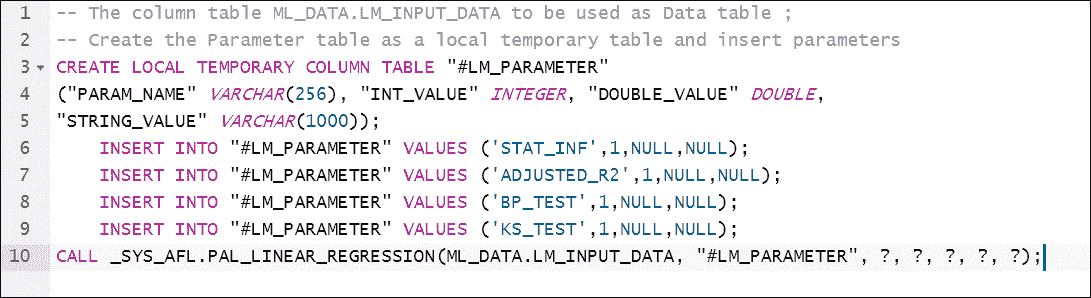 1 -- The column table ML_DATA.LM_INPUT_DATA to be used as Data table ;
2 -- Create the Parameter table as a local temporary table and insert parameters
3 CREATE LOCAL TEMPORARY COLUMN TABLE "#LM_PARAMETER"
4 ("PARAM_NAME" VARCHAR(256), "INT_VALUE" INTEGER, "DOUBLE_VALUE" DOUBLE,
5 "STRING_VALUE" VARCHAR(1000));
6 INSERT INTO "#LM_PARAMETER" VALUES ('STAT_INF',1,NULL,NULL);
7 INSERT INTO "#LM_PARAMETER" VALUES ('ADJUSTED_R2',1,NULL,NULL);
8 INSERT INTO "#LM_PARAMETER" VALUES ('BP_TEST',1,NULL,NULL);
9 INSERT INTO "#LM_PARAMETER" VALUES ('KS_TEST',1,NULL,NULL);
10 CALL _SYS_AFL.PAL_LINEAR_REGRESSION(ML_DATA.LM_INPUT_DATA, "#LM_PARAMETER", ?, ?, ?, ?, ?);